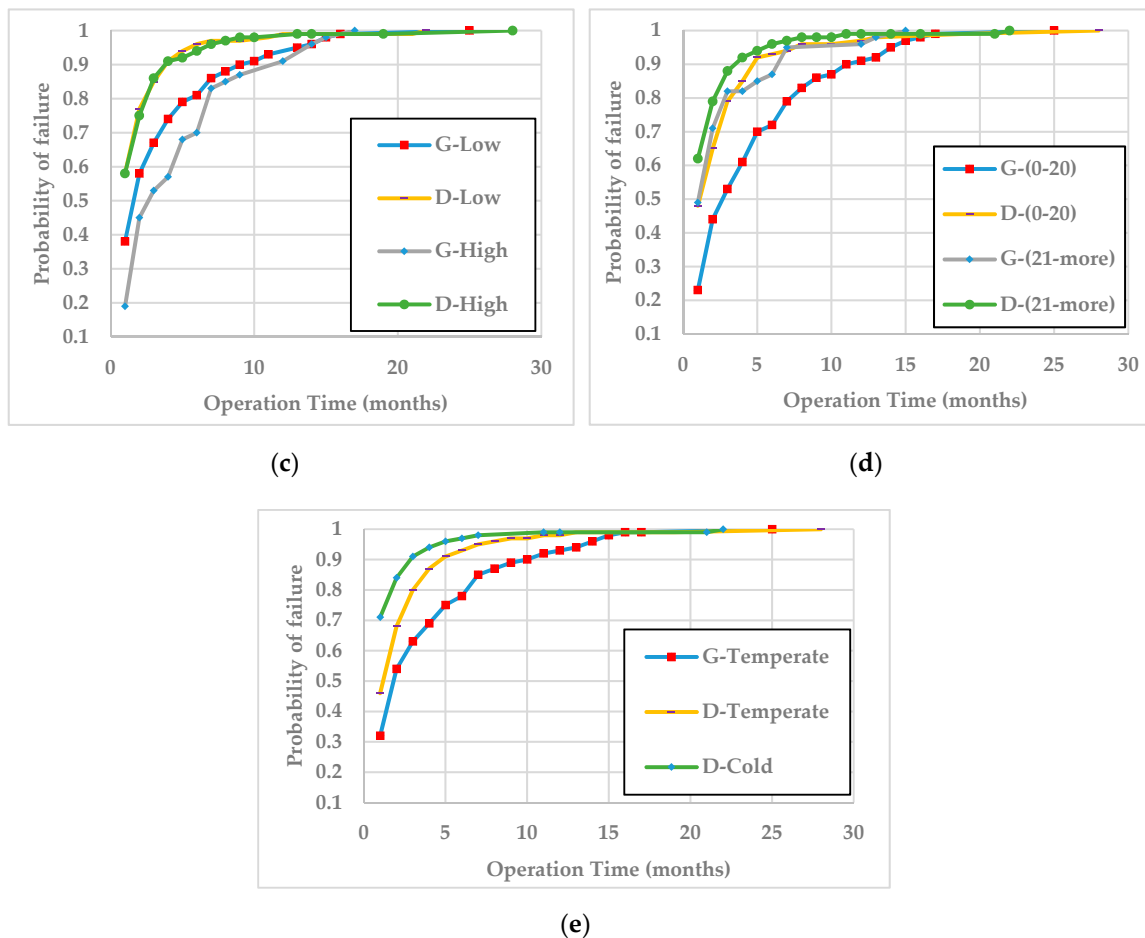 1
0.9
0.8
0.7
0.6
0.5
0.4
0.3
0.2
0.1
Probability of failure
G-Low
D-Low
G-High
D-High
0 10 20 30
Operation Time (months)
(c)
1
0.9
0.8
0.7
0.6
0.5
0.4
0.3
0.2
0.1
Probability of failure
G-(0-20)
D-(0-20)
G-(21-more)
D-(21-more)
0 5 10 15 20 25 30
Operation Time (months)
(d)
1
0.9
0.8
0.7
0.6
0.5
0.4
0.3
0.2
0.1
Probability of failure
G-Temperate
D-Temperate
D-Cold
0 5 10 15 20 25 30
Operation Time (months)
(e)